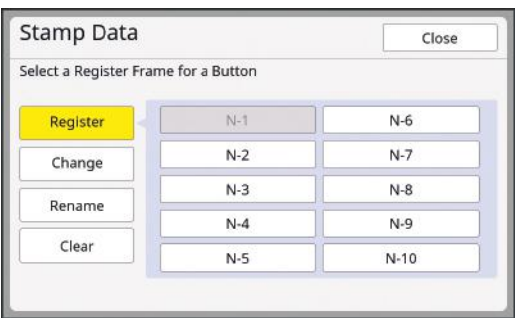 Stamp Data
Close
Select a Register Frame for a Button
Register
N-1
N-6
Change
N-2
N-7
Rename
N-3
N-8
Clear
N-4
N-9
N-5
N-10